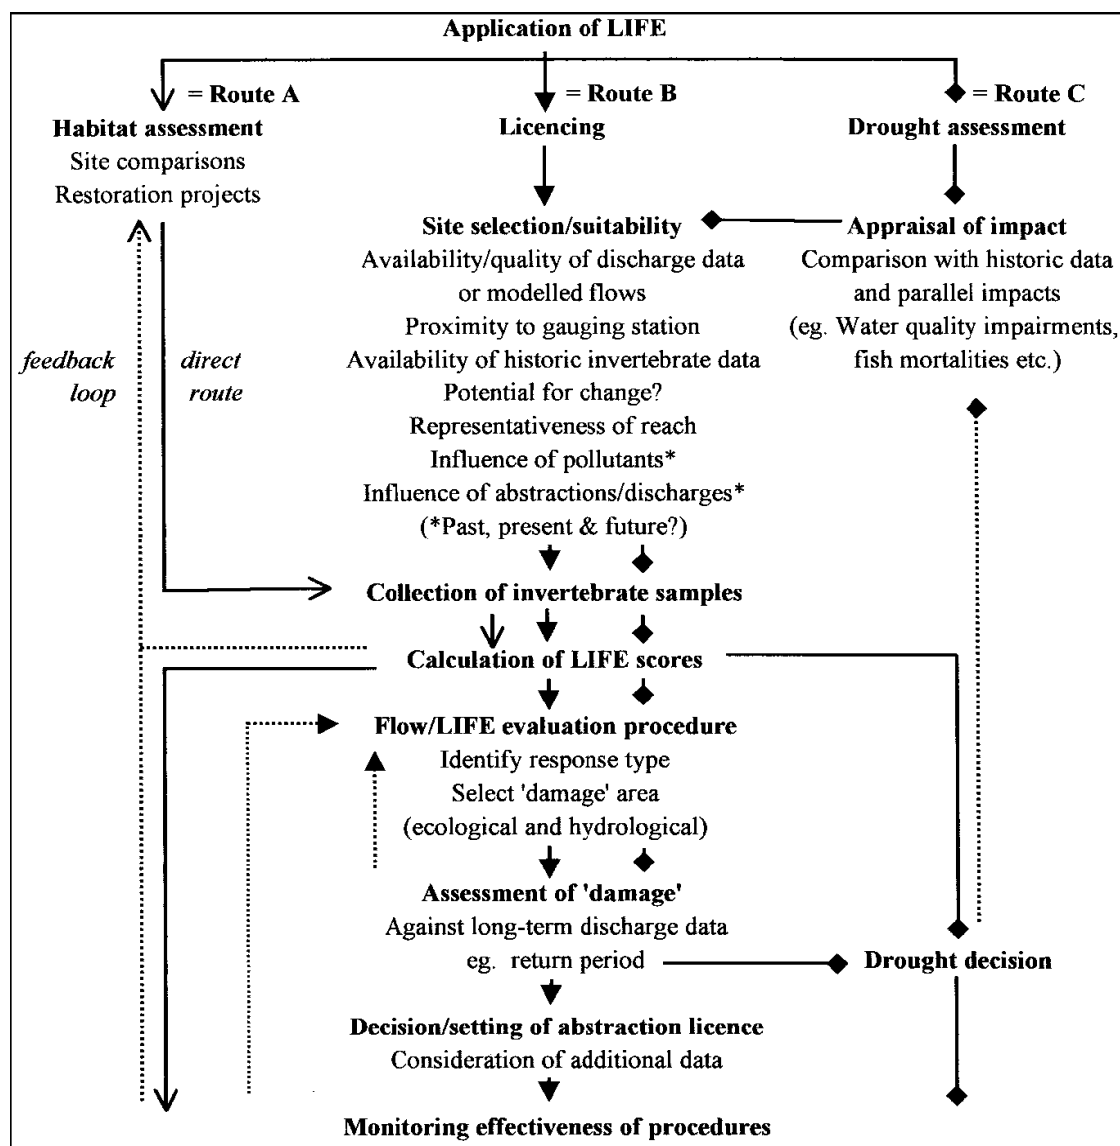 Application of LIFE
= Route A
= Route B
= Route C
Habitat assessment
Site comparisons
Restoration projects
Licencing
Drought assessment
Site selection/suitability
Availability/quality of discharge data
or modelled flows
Proximity to gauging station
Availability of historic invertebrate data
Potential for change?
Representativeness of reach
Influence of pollutants*
Influence of abstractions/discharges*
(*Past, present & future?)
Appraisal of impact
Comparison with historic data
and parallel impacts
(eg. Water quality impairments,
fish mortalities etc.)
feedback
loop
direct
route
Collection of invertebrate samples
Calculation of LIFE scores
Flow/LIFE evaluation procedure
Identify response type
Select 'damage' area
(ecological and hydrological)
Assessment of 'damage'
Against long-term discharge data
eg. return period
Drought decision
Decision/setting of abstraction licence
Consideration of additional data
Monitoring effectiveness of procedures